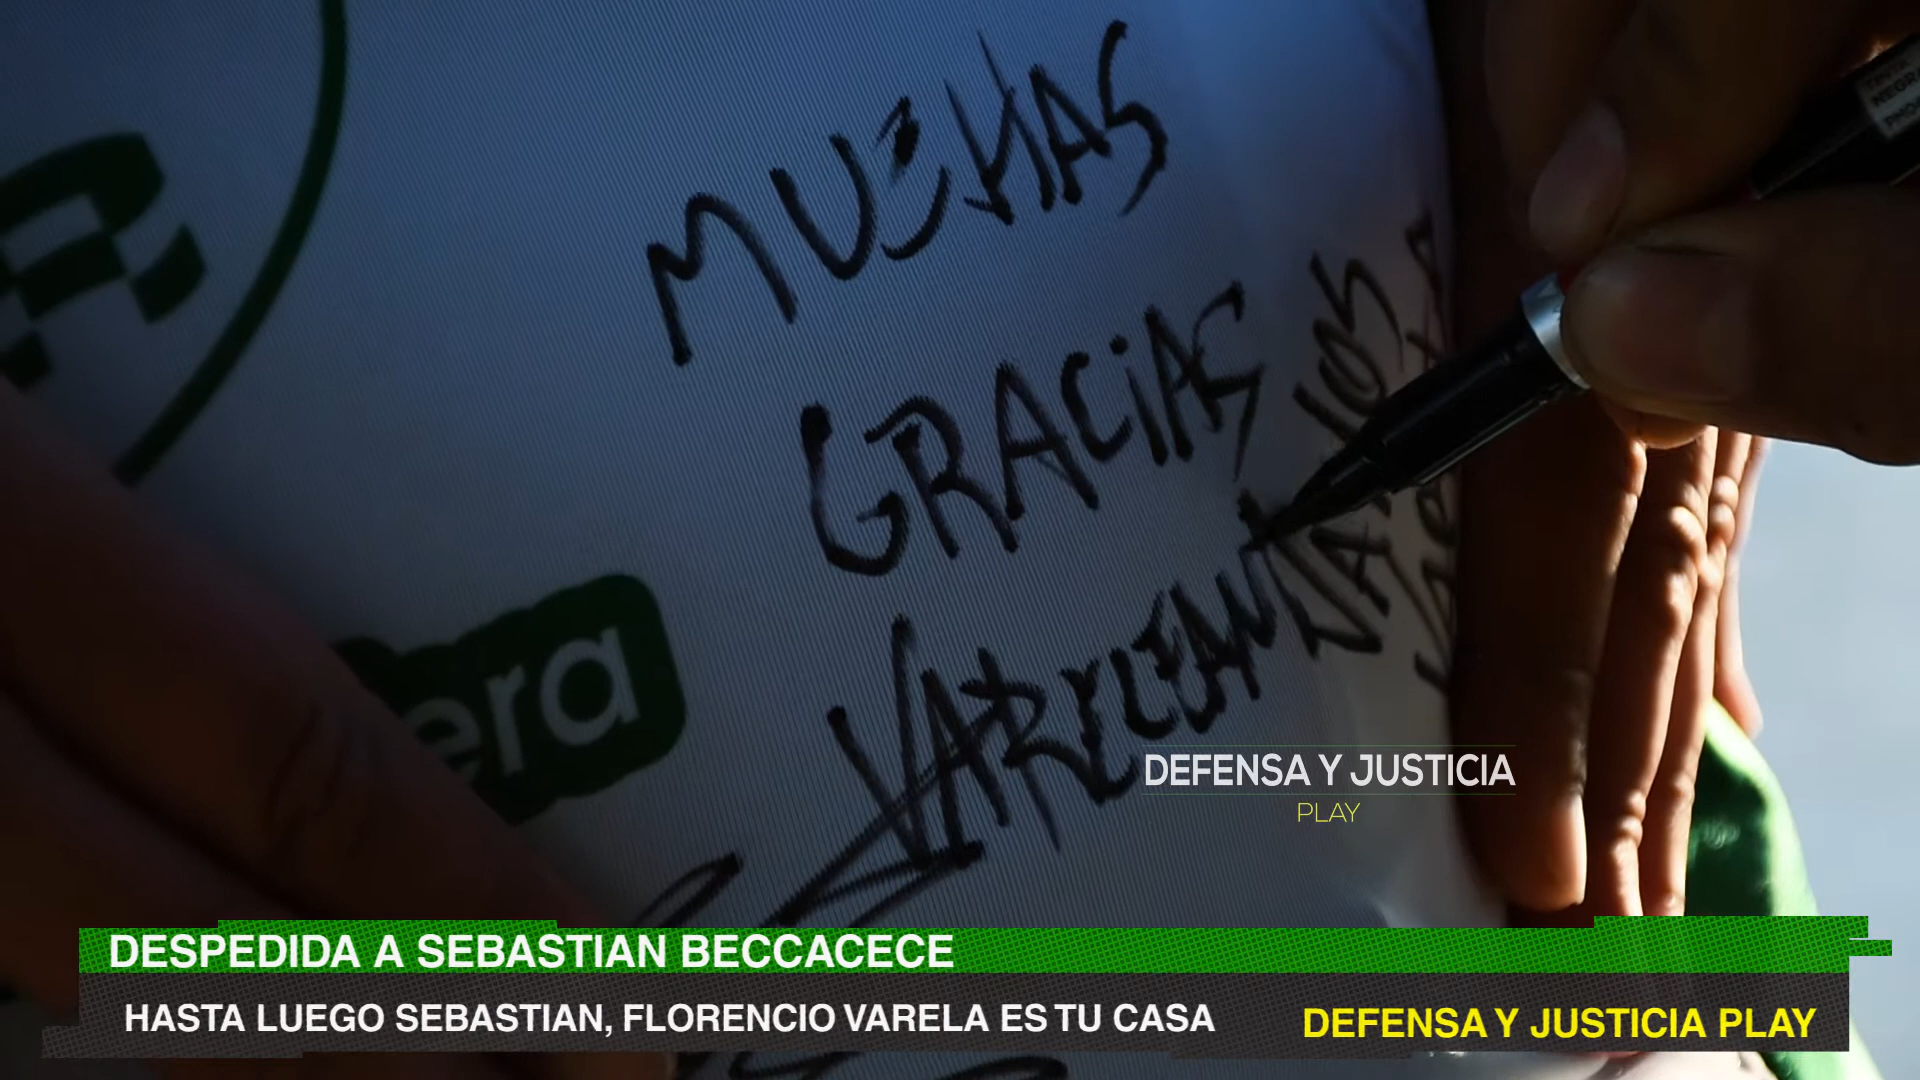 MUCHAS
GRACIAS
era
DEFENSA Y JUSTICIA
PLAY
DESPEDIDA A SEBASTIAN BECCACECE
HASTA LUEGO SEBASTIAN, FLORENCIO VARELA ES TU CASA
DEFENSA Y JUSTICIA PLAY